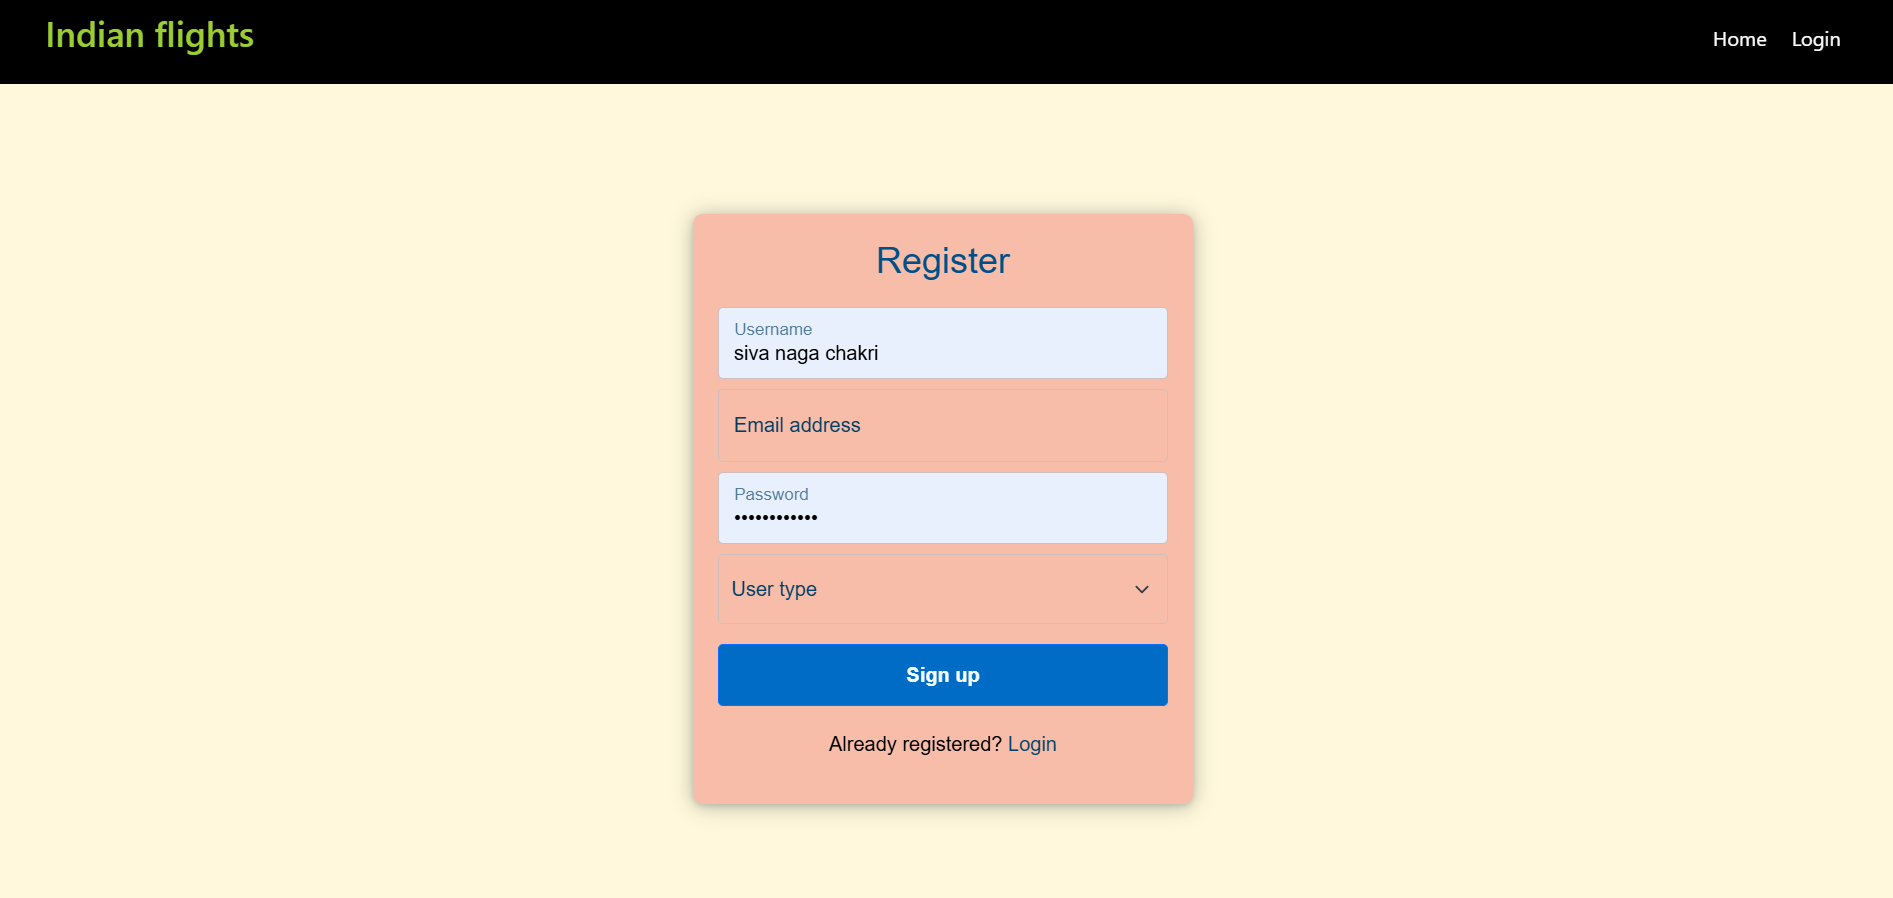 Indian flights
Home Login
Register
Username
siva naga chakri
Email address
Password
••••••••••••
User type
Sign up
Already registered? Login